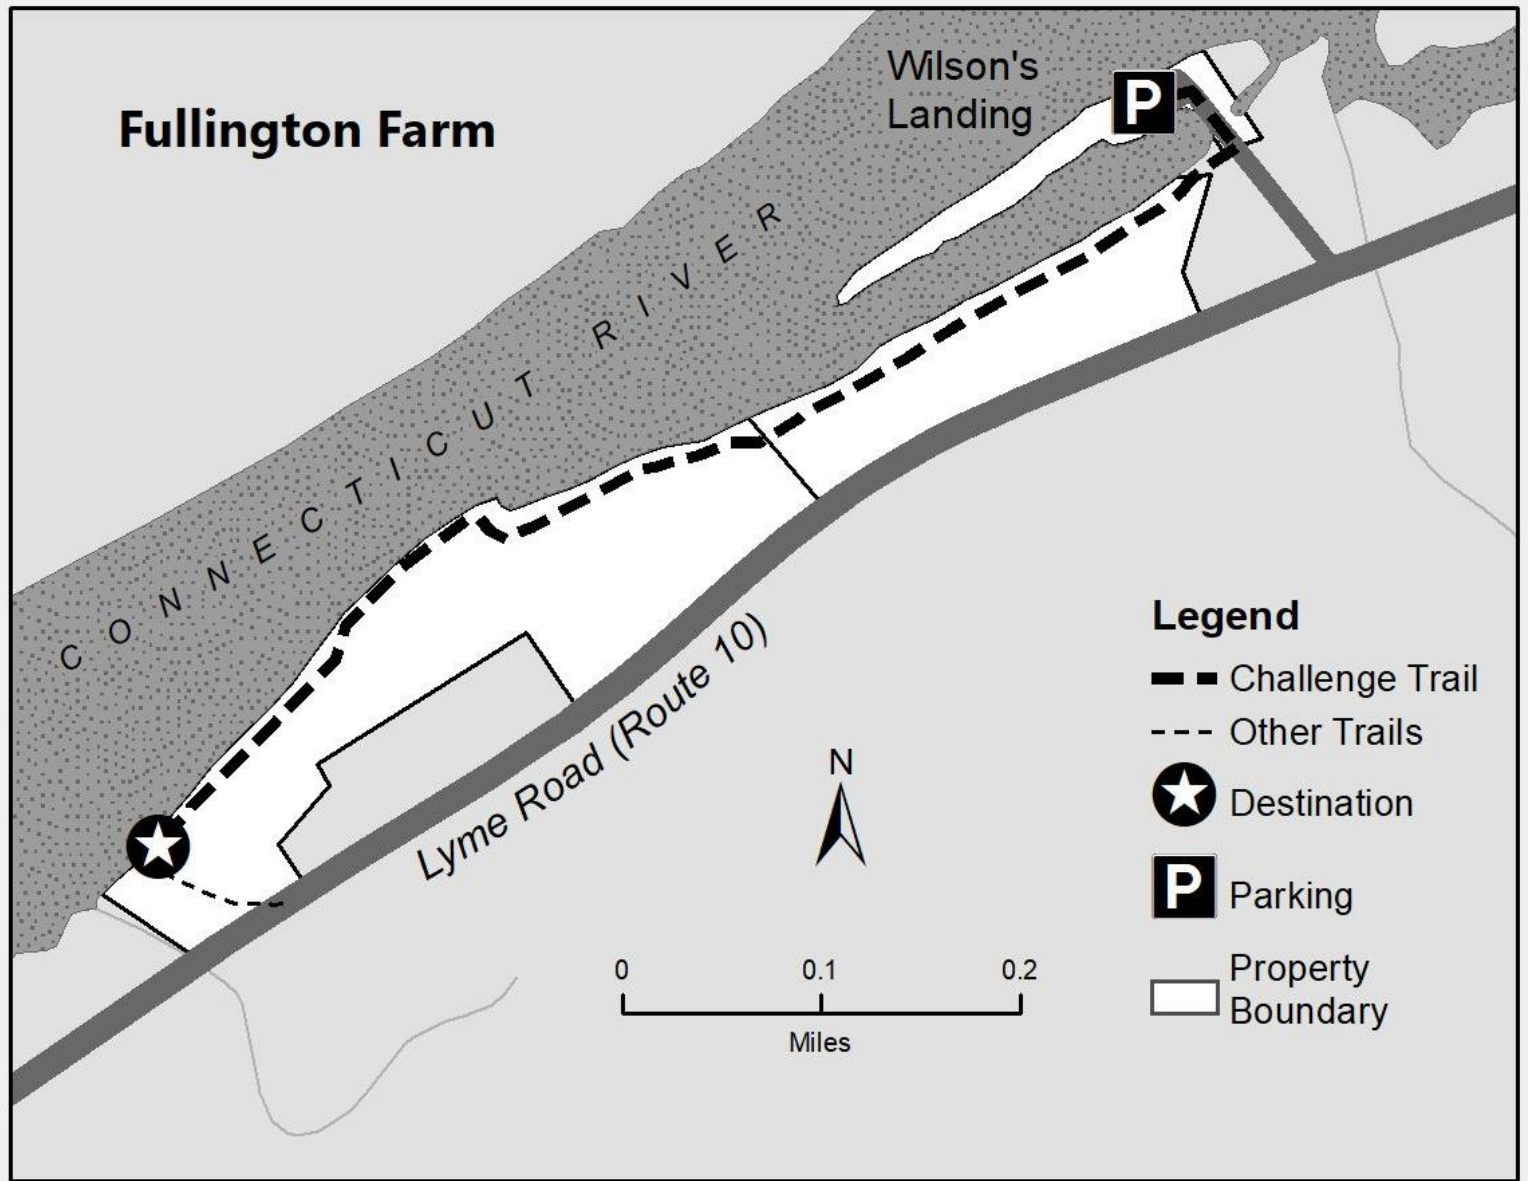 Fullington Farm
Wilson's
Landing
P
CONNECTICUT RIVER
Lyme Road (Route 10)
N
0 0.1 0.2
Miles
Legend
Challenge Trail
Other Trails
Destination
P
Parking
Property
Boundary